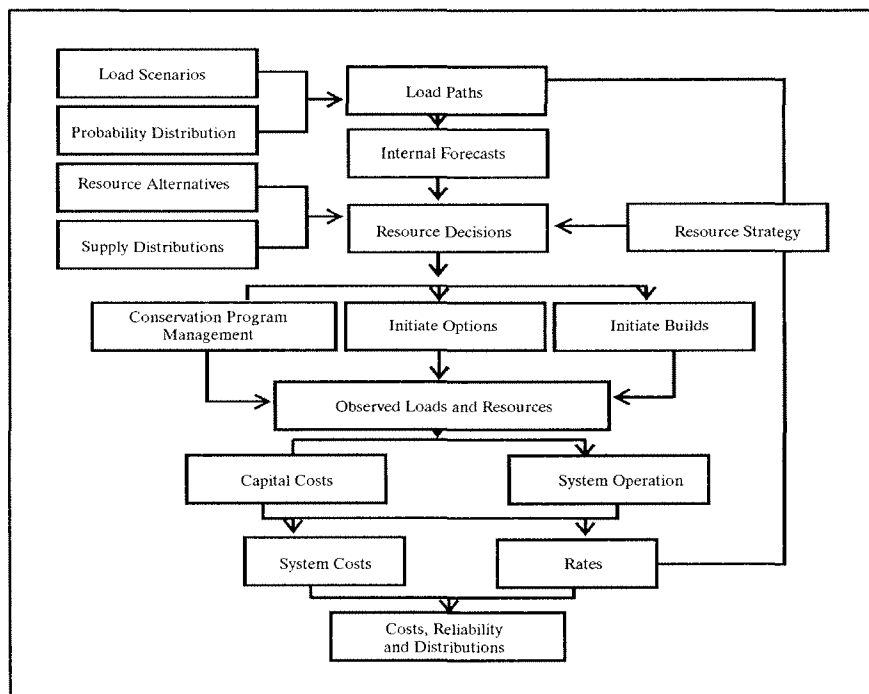 Load Scenarios
Load Paths
Probability Distribution
Internal Forecasts
Resource Alternatives
Resource Decisions
Resource Strategy
Supply Distributions
Conservation Program
Management
Initiate Options
Initiate Builds
Observed Loads and Resources
Capital Costs
System Operation
System Costs
Rates
Costs, Reliability
and Distributions